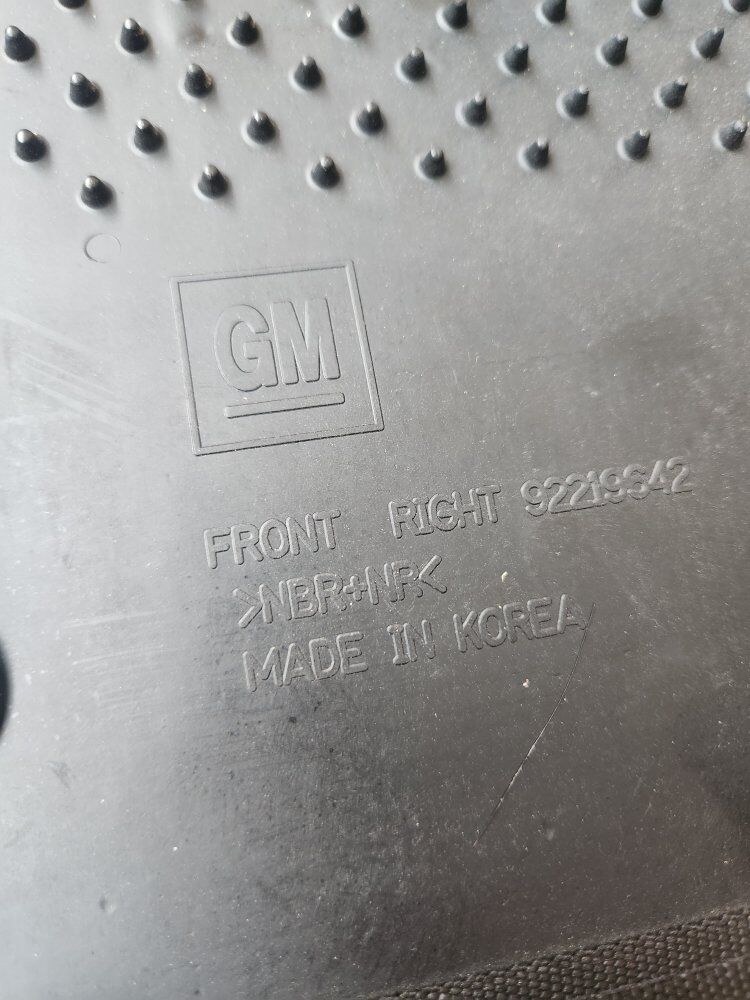 GM
FRONT RIGHT 92219642
>NBR+NR<
MADE IN KOREA